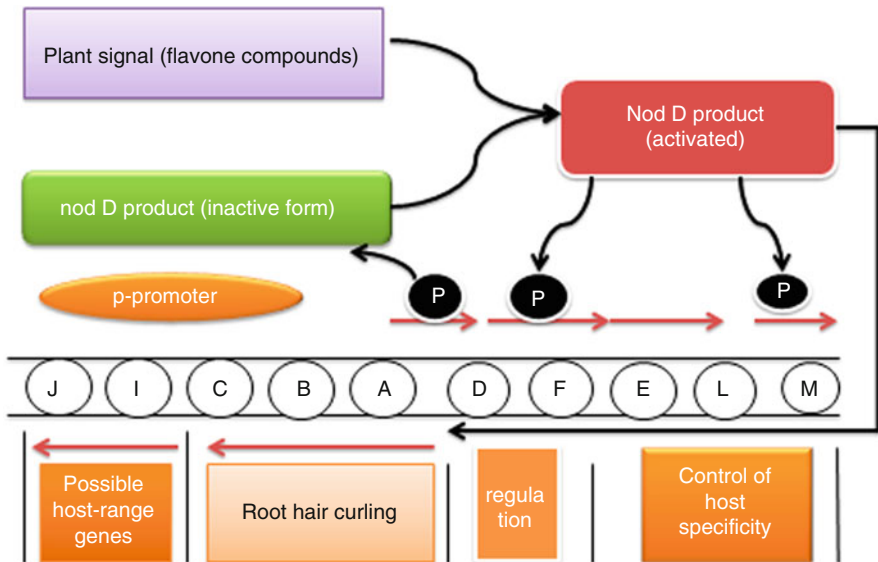 Plant signal (flavone compounds)
Nod D product
(activated)
nod D product (inactive form)
p-promoter
P
P
P
J I C B A D F E L M
Possible
host-range
genes
Root hair curling
regula
tion
Control of
host
specificity